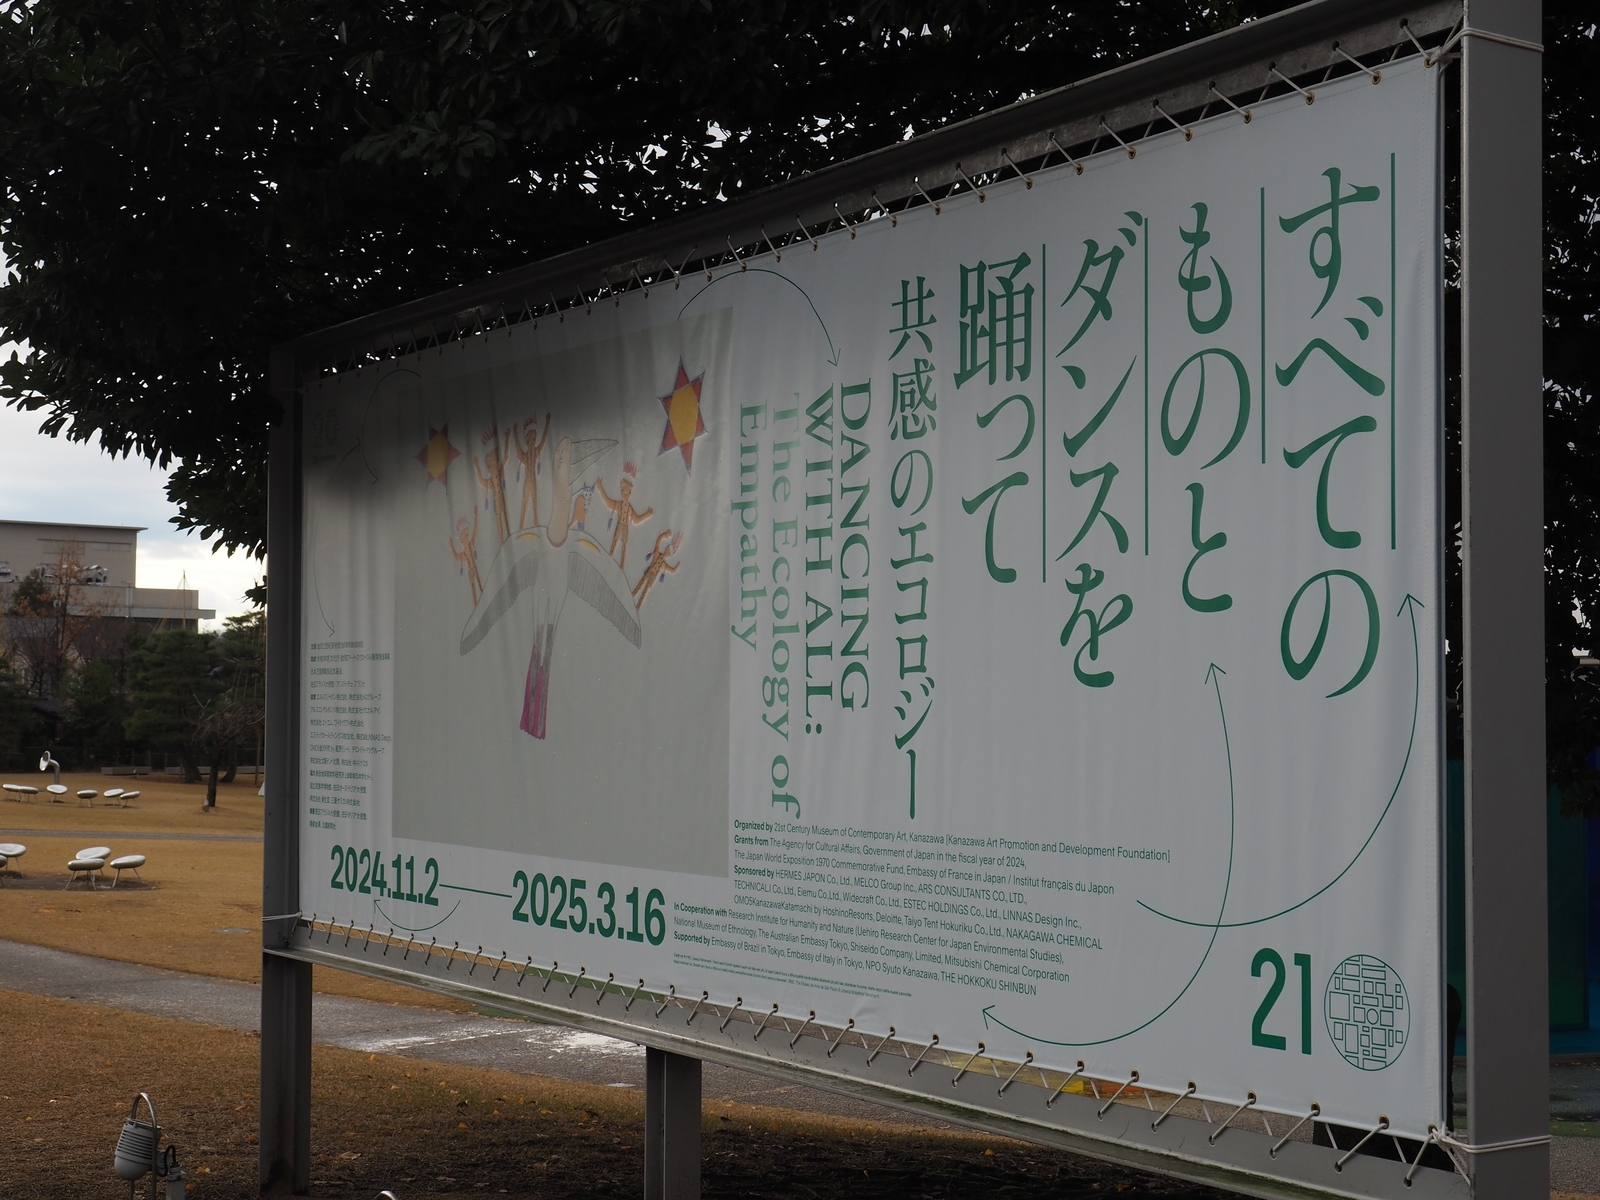 すべての
ものと
ダンスを
踊って
共感のエコロジー
DANCING
WITH ALL:
The Ecology of
Empathy
2024.11.2 — 2025.3.16
Organized by 21st Century Museum of Contemporary Art, Kanazawa [Kanazawa Art Promotion and Development Foundation]
Grants from The Agency for Cultural Affairs, Government of Japan in the fiscal year of 2024,
The Japan World Exposition 1970 Commemorative Fund, Embassy of France in Japan / Institut français du Japon
Sponsored by HERMES JAPON Co., Ltd., MELCO Group Inc., ARS CONSULTANTS CO., LTD.,
TECHNICAL I Co., Ltd., Eiemu Co.,Ltd., Widecraft Co., Ltd., ESTEC HOLDINGS Co., Ltd., LINNAS Design Inc.,
OMO5KanazawaKatamachi by HoshinoResorts, Deloitte, Taiyo Tent Hokuriku Co., Ltd., NAKAGAWA CHEMICAL
In Cooperation with Research Institute for Humanity and Nature (Uehiro Research Center for Japan Environmental Studies),
National Museum of Ethnology, The Australian Embassy Tokyo, Shiseido Company, Limited, Mitsubishi Chemical Corporation
Supported by Embassy of Brazil in Tokyo, Embassy of Italy in Tokyo, NPO Syuto Kanazawa, THE HOKKOKU SHINBUN
21